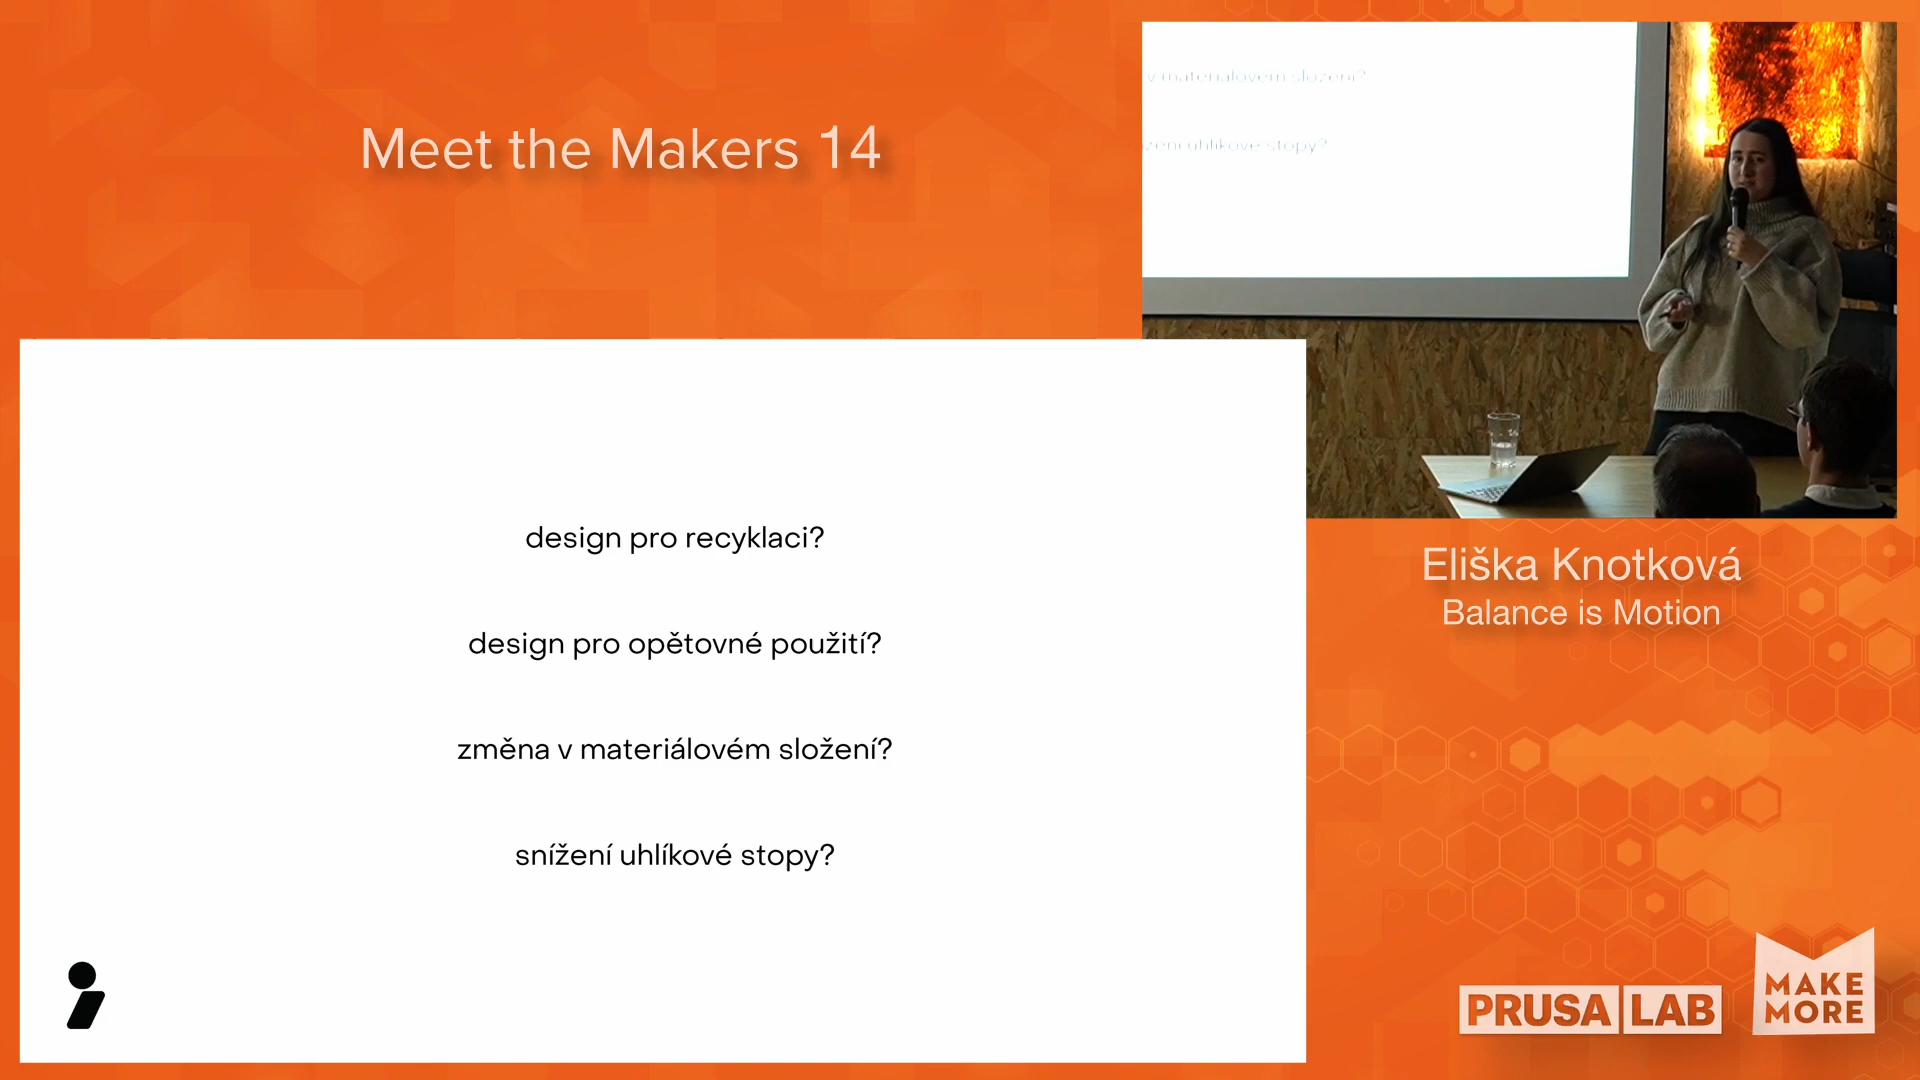 Meet the Makers 14
v materiálovém složení?
uhlíkové stopy?
design pro recyklaci?
design pro opětovné použití?
změna v materiálovém složení?
snížení uhlíkové stopy?
Eliška Knotková
Balance is Motion
PRUSA LAB
MAKE
MORE